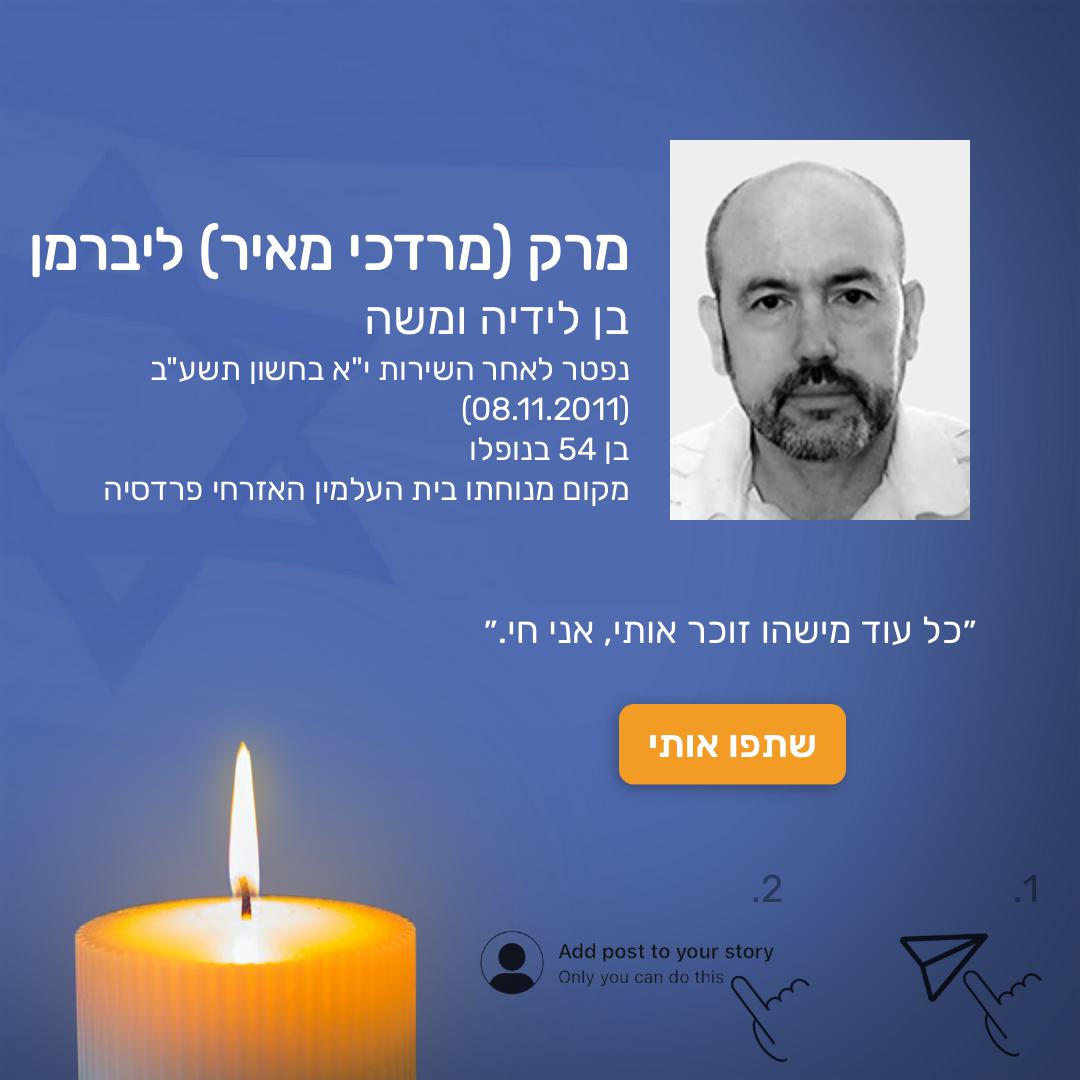 מרק (מרדכי מאיר) ליברמן
בן לידיה ומשה
נפטר לאחר השירות י"א בחשון תשע"ב
(08.11.2011)
בן 54 בנופלו
מקום מנוחתו בית העלמין האזרחי פרדסיה
״כל עוד מישהו זוכר אותי, אני חי.״
שתפו אותי
.1
.2
Add post to your story
Only you can do this